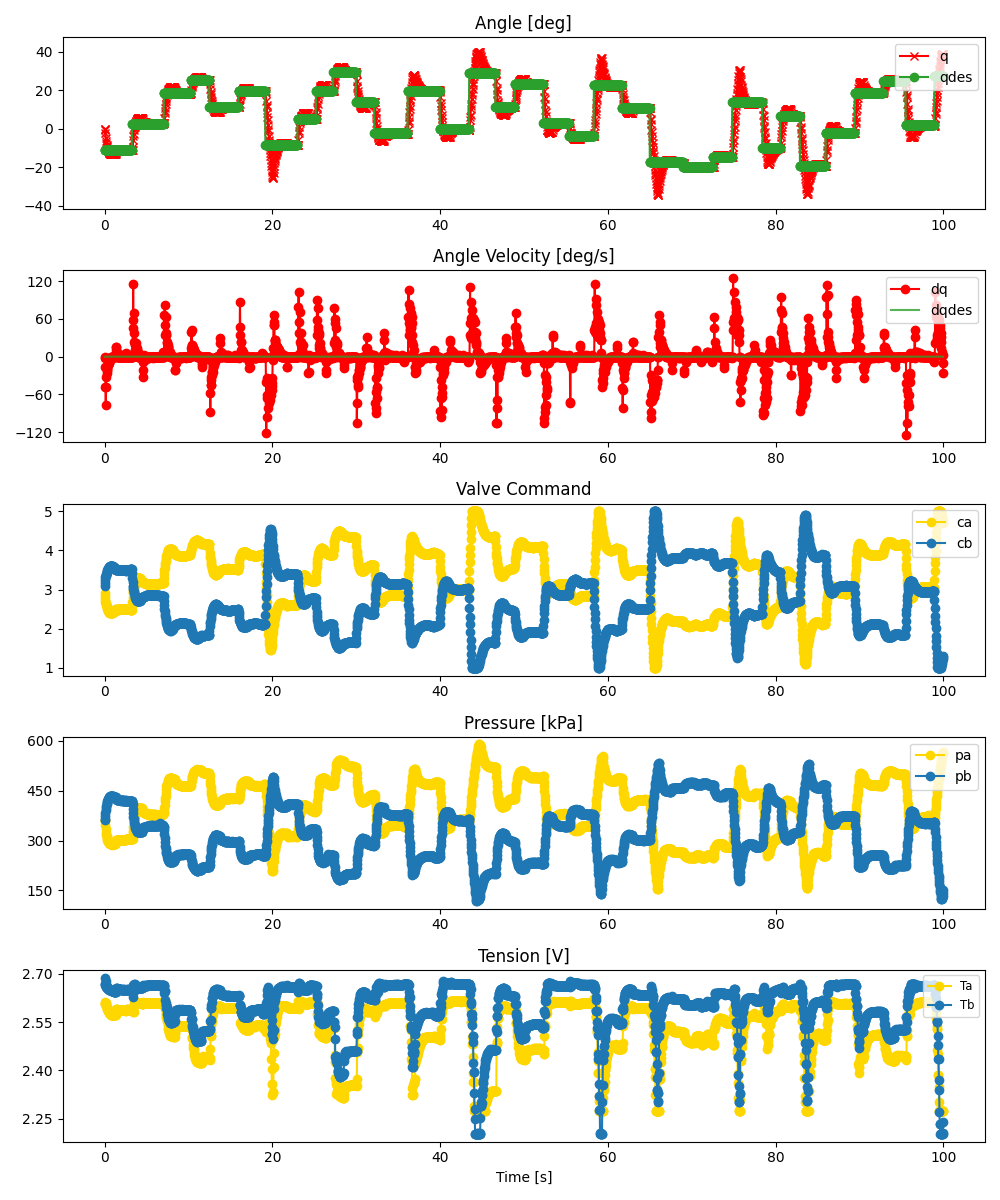 Angle [deg]
40
20
0
−20
−40
q
qdes
0 20 40 60 80 100
Angle Velocity [deg/s]
120
60
0
−60
−120
dq
dqdes
0 20 40 60 80 100
Valve Command
5
4
3
2
1
ca
cb
0 20 40 60 80 100
Pressure [kPa]
600
450
300
150
pa
pb
0 20 40 60 80 100
Tension [V]
2.70
2.55
2.40
2.25
Ta
Tb
0 20 40 60 80 100
Time [s]